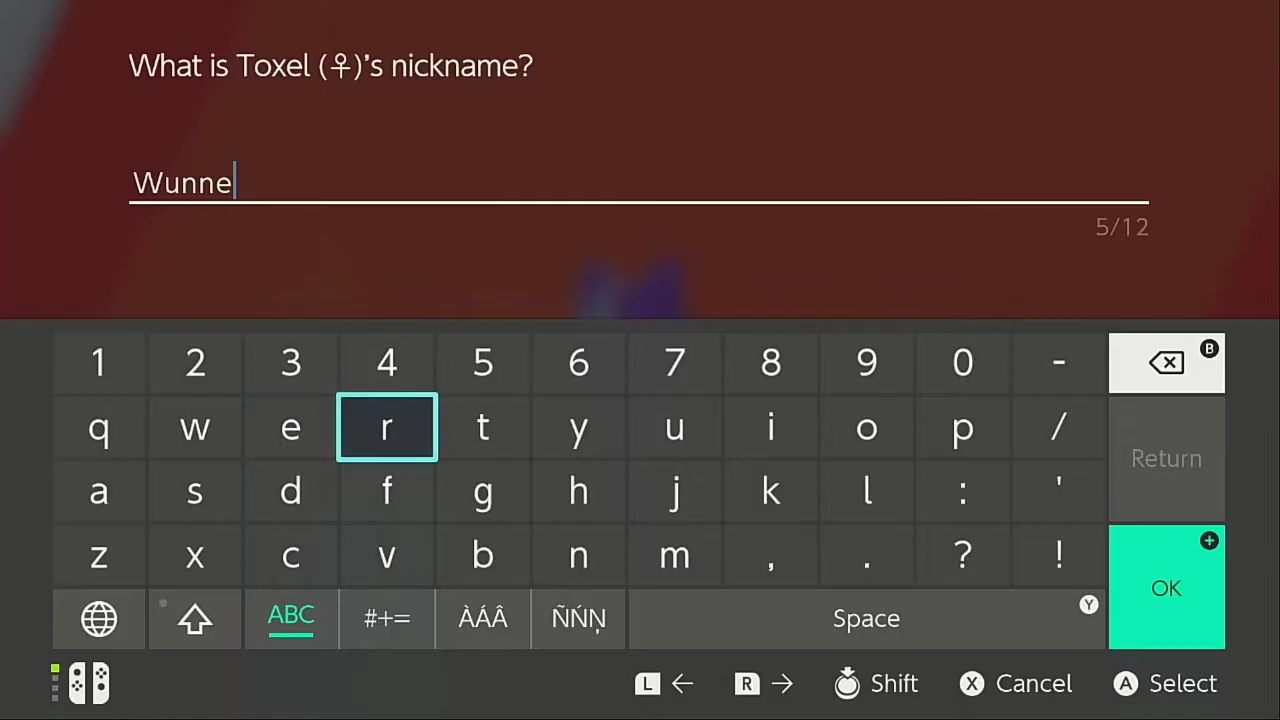 What is Toxel (♀)'s nickname?
Wunne
5/12
1 2 3 4 5 6 7 8 9 0 - B
q w e r t y u i o p /
Return
a s d f g h j k l : '
z x c v b n m , . ? ! +
OK
ABC #+= ÀÁÂ ÑŃŅ Space Y
L ← R → Shift X Cancel A Select